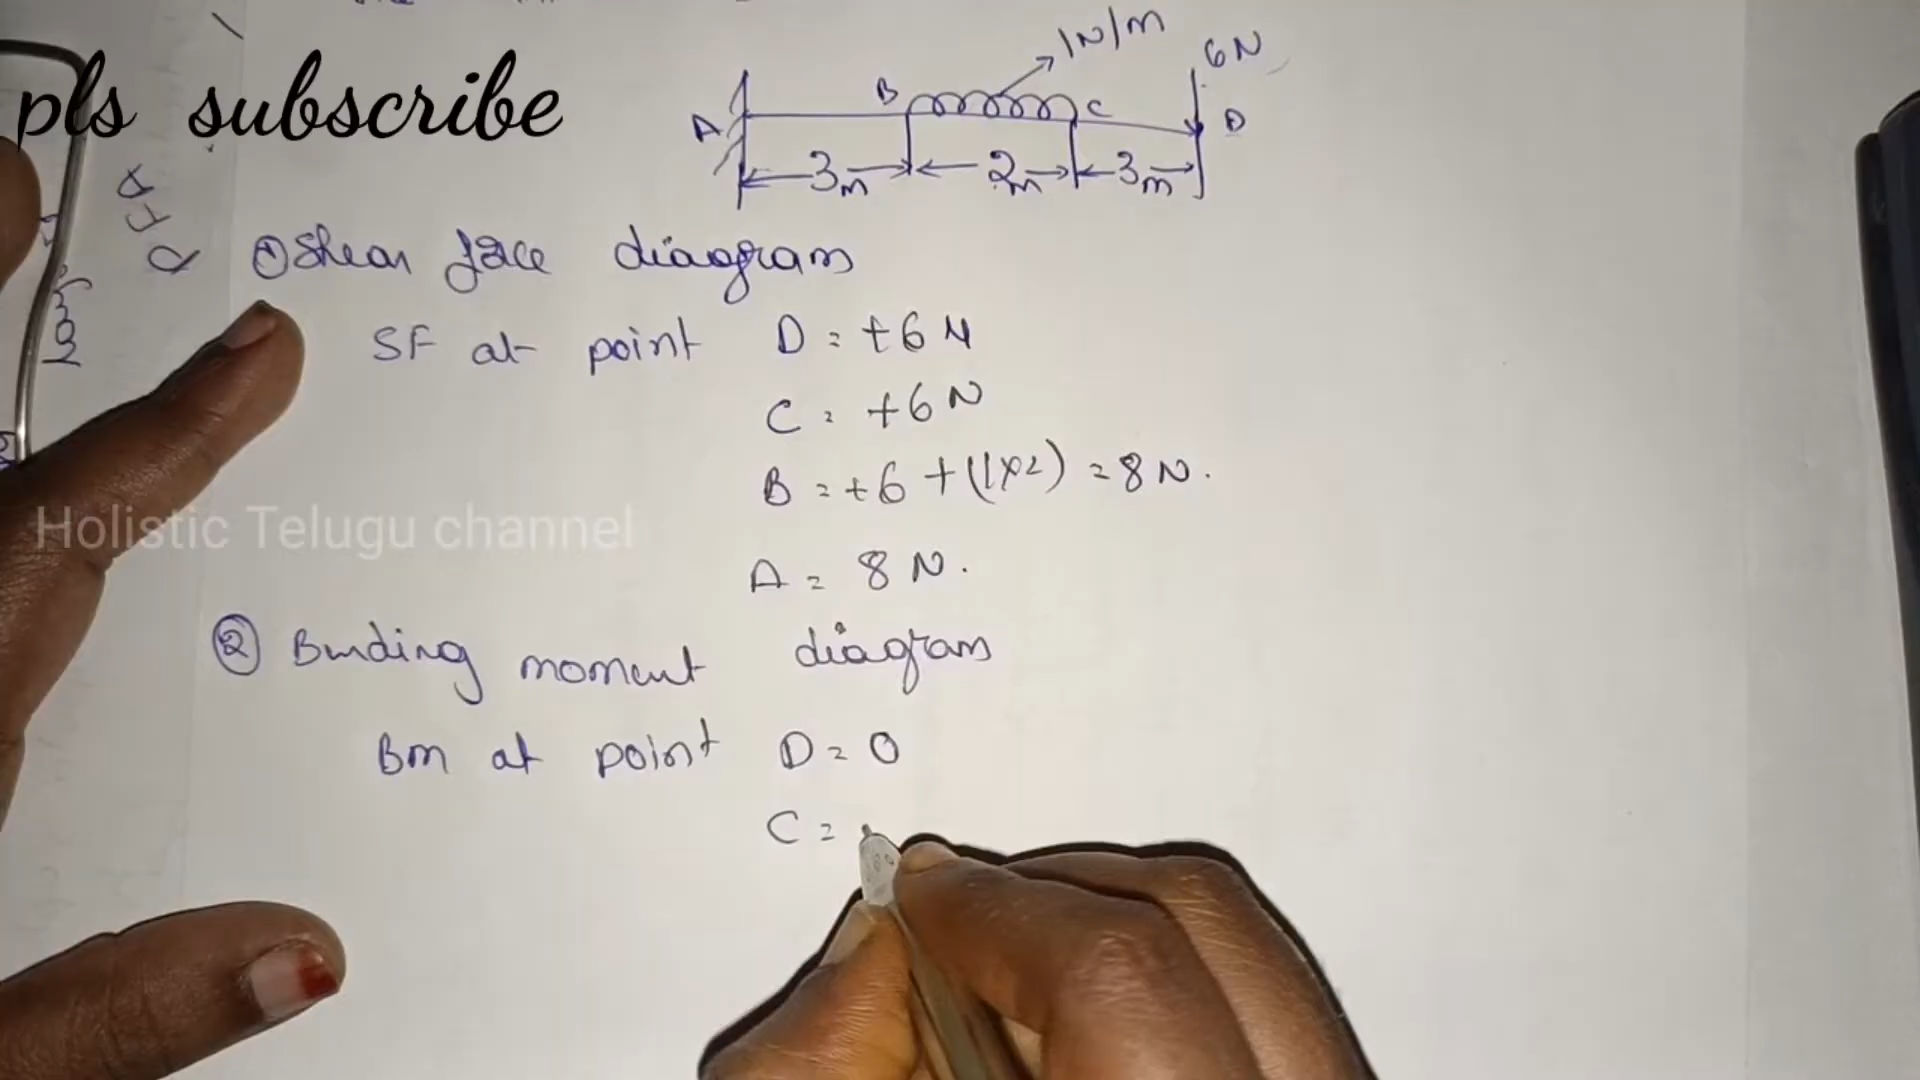 pls subscribe
1N/m
6N
A B C D
3m 2m 3m
① Shear force diagram
SF at point D = +6 N
C = +6 N
B = +6 + (1×2) = 8 N.
Holistic Telugu channel
A = 8 N.
② Bending moment diagram
Bm at point D = 0
C =